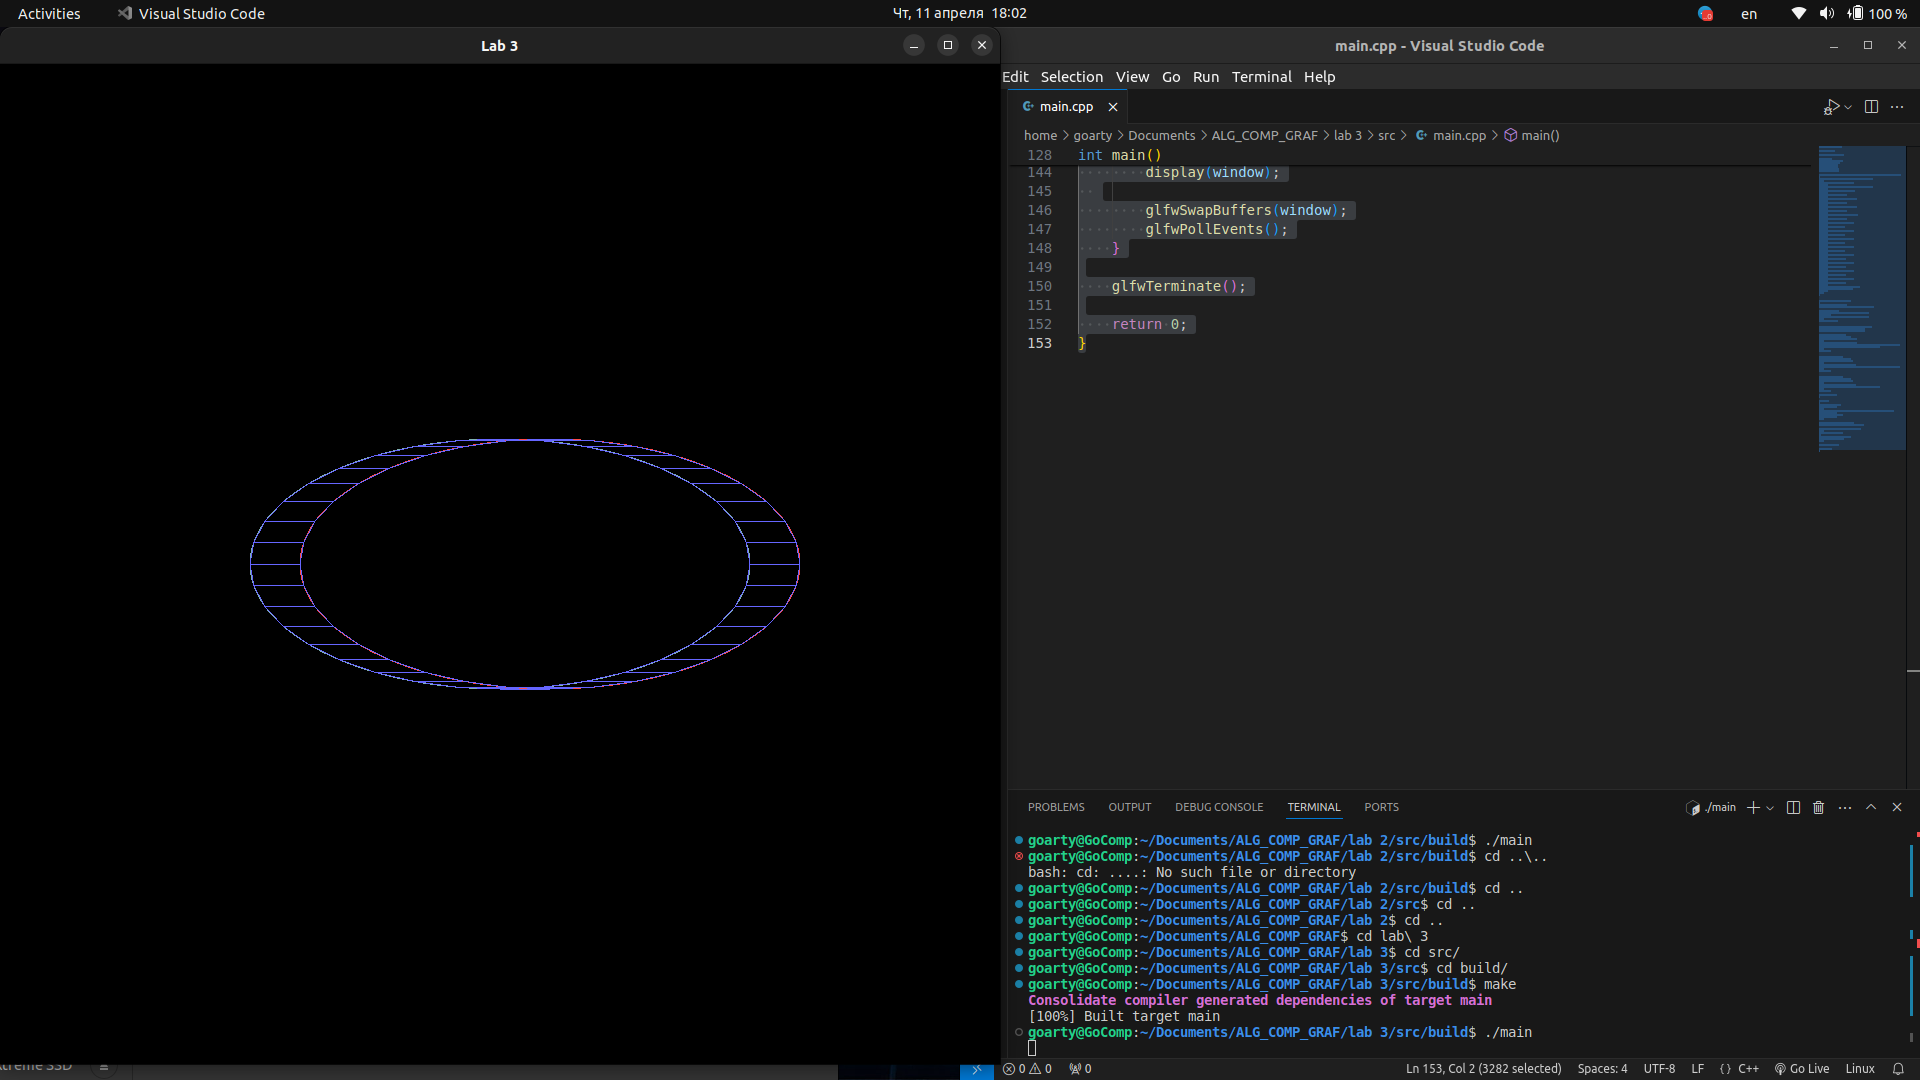 Activities Visual Studio Code Чт, 11 апреля 18:02 en 100 %
Lab 3
main.cpp - Visual Studio Code
Edit Selection View Go Run Terminal Help
main.cpp
home > goarty > Documents > ALG_COMP_GRAF > lab 3 > src > main.cpp > main()
128 int main()
144 display(window);
145
146 glfwSwapBuffers(window);
147 glfwPollEvents();
148 }
149
150 glfwTerminate();
151
152 return 0;
153 }
PROBLEMS OUTPUT DEBUG CONSOLE TERMINAL PORTS ./main
goarty@GoComp:~/Documents/ALG_COMP_GRAF/lab 2/src/build$ ./main
goarty@GoComp:~/Documents/ALG_COMP_GRAF/lab 2/src/build$ cd ..\..
bash: cd: ....: No such file or directory
goarty@GoComp:~/Documents/ALG_COMP_GRAF/lab 2/src/build$ cd ..
goarty@GoComp:~/Documents/ALG_COMP_GRAF/lab 2/src$ cd ..
goarty@GoComp:~/Documents/ALG_COMP_GRAF/lab 2$ cd ..
goarty@GoComp:~/Documents/ALG_COMP_GRAF$ cd lab\ 3
goarty@GoComp:~/Documents/ALG_COMP_GRAF/lab 3$ cd src/
goarty@GoComp:~/Documents/ALG_COMP_GRAF/lab 3/src$ cd build/
goarty@GoComp:~/Documents/ALG_COMP_GRAF/lab 3/src/build$ make
Consolidate compiler generated dependencies of target main
[100%] Built target main
goarty@GoComp:~/Documents/ALG_COMP_GRAF/lab 3/src/build$ ./main
0 0 0 Ln 153, Col 2 (3282 selected) Spaces: 4 UTF-8 LF {} C++ Go Live Linux